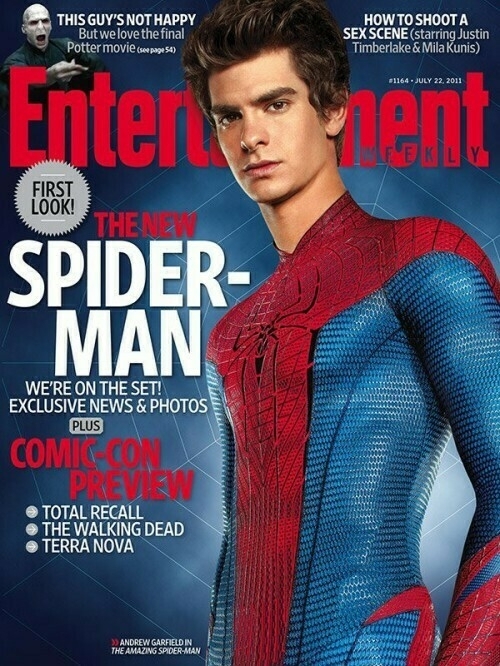 THIS GUY'S NOT HAPPY
But we love the final
Potter movie (see page 54)
HOW TO SHOOT A
SEX SCENE (starring Justin
Timberlake & Mila Kunis)
#1164 • JULY 22, 2011
Entertainment
WEEKLY
FIRST
LOOK!
THE NEW
SPIDER-
MAN
WE'RE ON THE SET!
EXCLUSIVE NEWS & PHOTOS
PLUS
COMIC-CON
PREVIEW
TOTAL RECALL
THE WALKING DEAD
TERRA NOVA
» ANDREW GARFIELD IN
THE AMAZING SPIDER-MAN